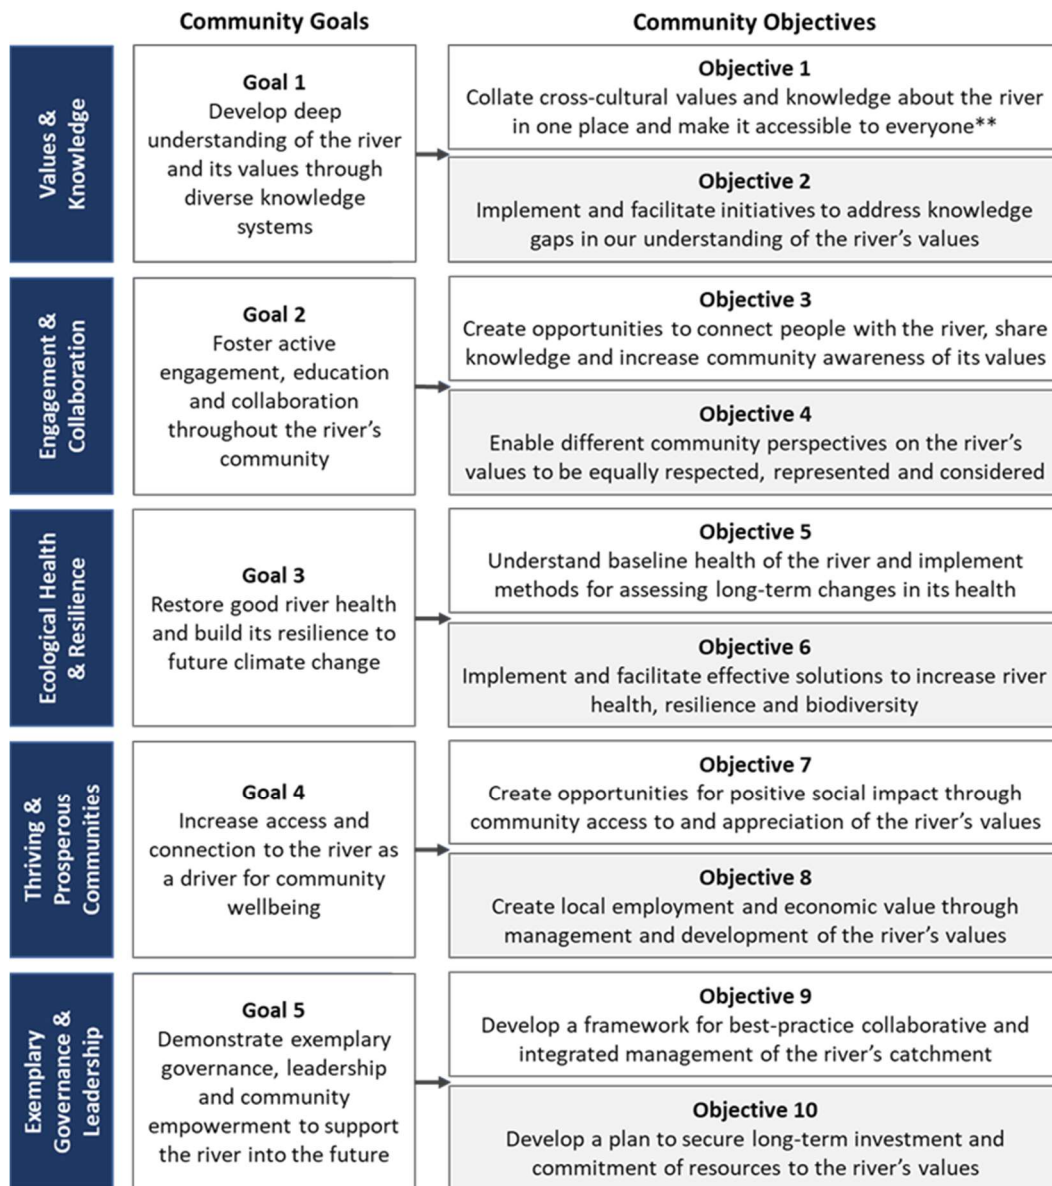 Community Goals
Community Objectives
Values &
Knowledge
Goal 1
Develop deep
understanding of the river
and its values through
diverse knowledge
systems
Objective 1
Collate cross-cultural values and knowledge about the river
in one place and make it accessible to everyone**
Objective 2
Implement and facilitate initiatives to address knowledge
gaps in our understanding of the river's values
Engagement &
Collaboration
Goal 2
Foster active
engagement, education
and collaboration
throughout the river's
community
Objective 3
Create opportunities to connect people with the river, share
knowledge and increase community awareness of its values
Objective 4
Enable different community perspectives on the river's
values to be equally respected, represented and considered
Ecological Health
& Resilience
Goal 3
Restore good river health
and build its resilience to
future climate change
Objective 5
Understand baseline health of the river and implement
methods for assessing long-term changes in its health
Objective 6
Implement and facilitate effective solutions to increase river
health, resilience and biodiversity
Thriving &
Prosperous
Communities
Goal 4
Increase access and
connection to the river as
a driver for community
wellbeing
Objective 7
Create opportunities for positive social impact through
community access to and appreciation of the river's values
Objective 8
Create local employment and economic value through
management and development of the river's values
Exemplary
Governance &
Leadership
Goal 5
Demonstrate exemplary
governance, leadership
and community
empowerment to support
the river into the future
Objective 9
Develop a framework for best-practice collaborative and
integrated management of the river's catchment
Objective 10
Develop a plan to secure long-term investment and
commitment of resources to the river's values